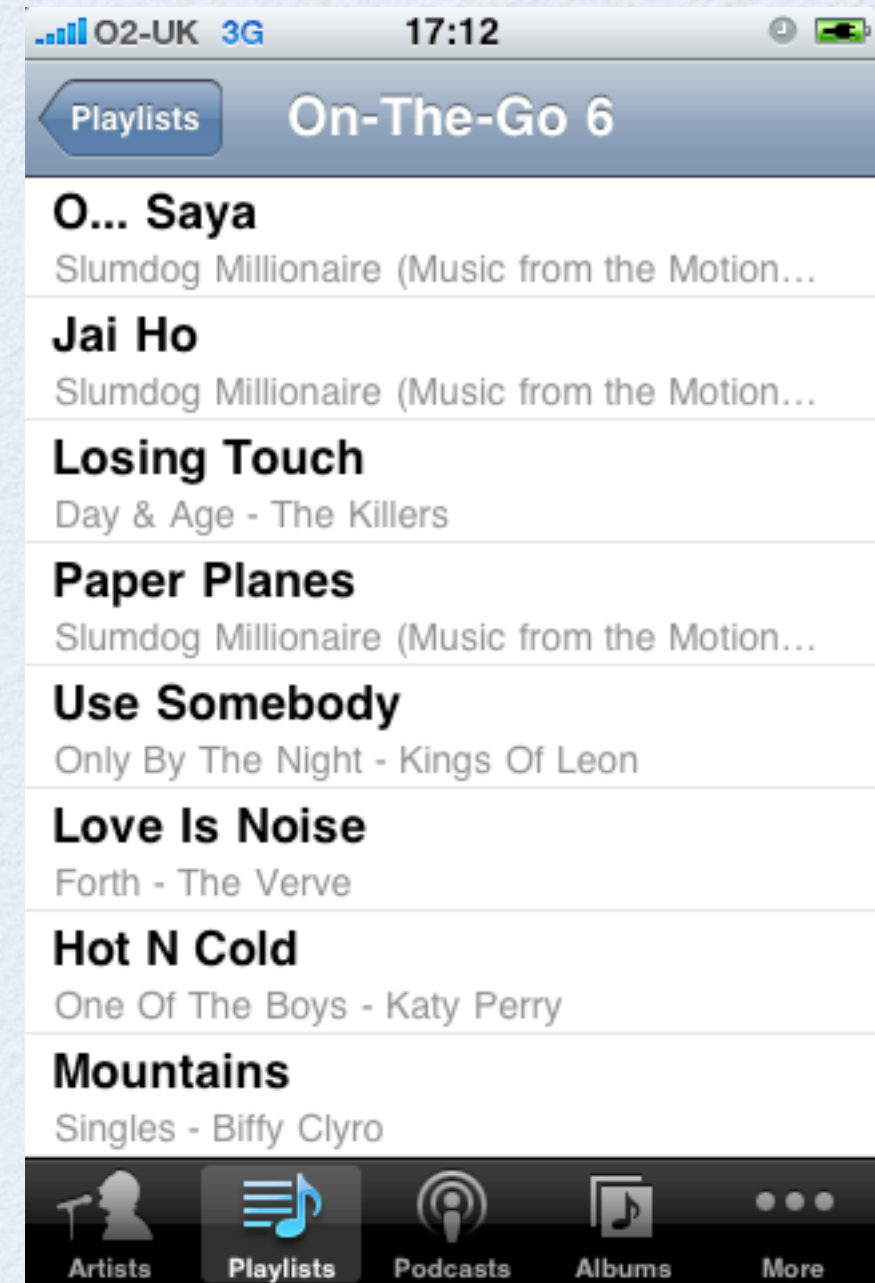 O2-UK 3G 17:12
Playlists On-The-Go 6
O... Saya
Slumdog Millionaire (Music from the Motion…
Jai Ho
Slumdog Millionaire (Music from the Motion…
Losing Touch
Day & Age - The Killers
Paper Planes
Slumdog Millionaire (Music from the Motion…
Use Somebody
Only By The Night - Kings Of Leon
Love Is Noise
Forth - The Verve
Hot N Cold
One Of The Boys - Katy Perry
Mountains
Singles - Biffy Clyro
Artists Playlists Podcasts Albums More